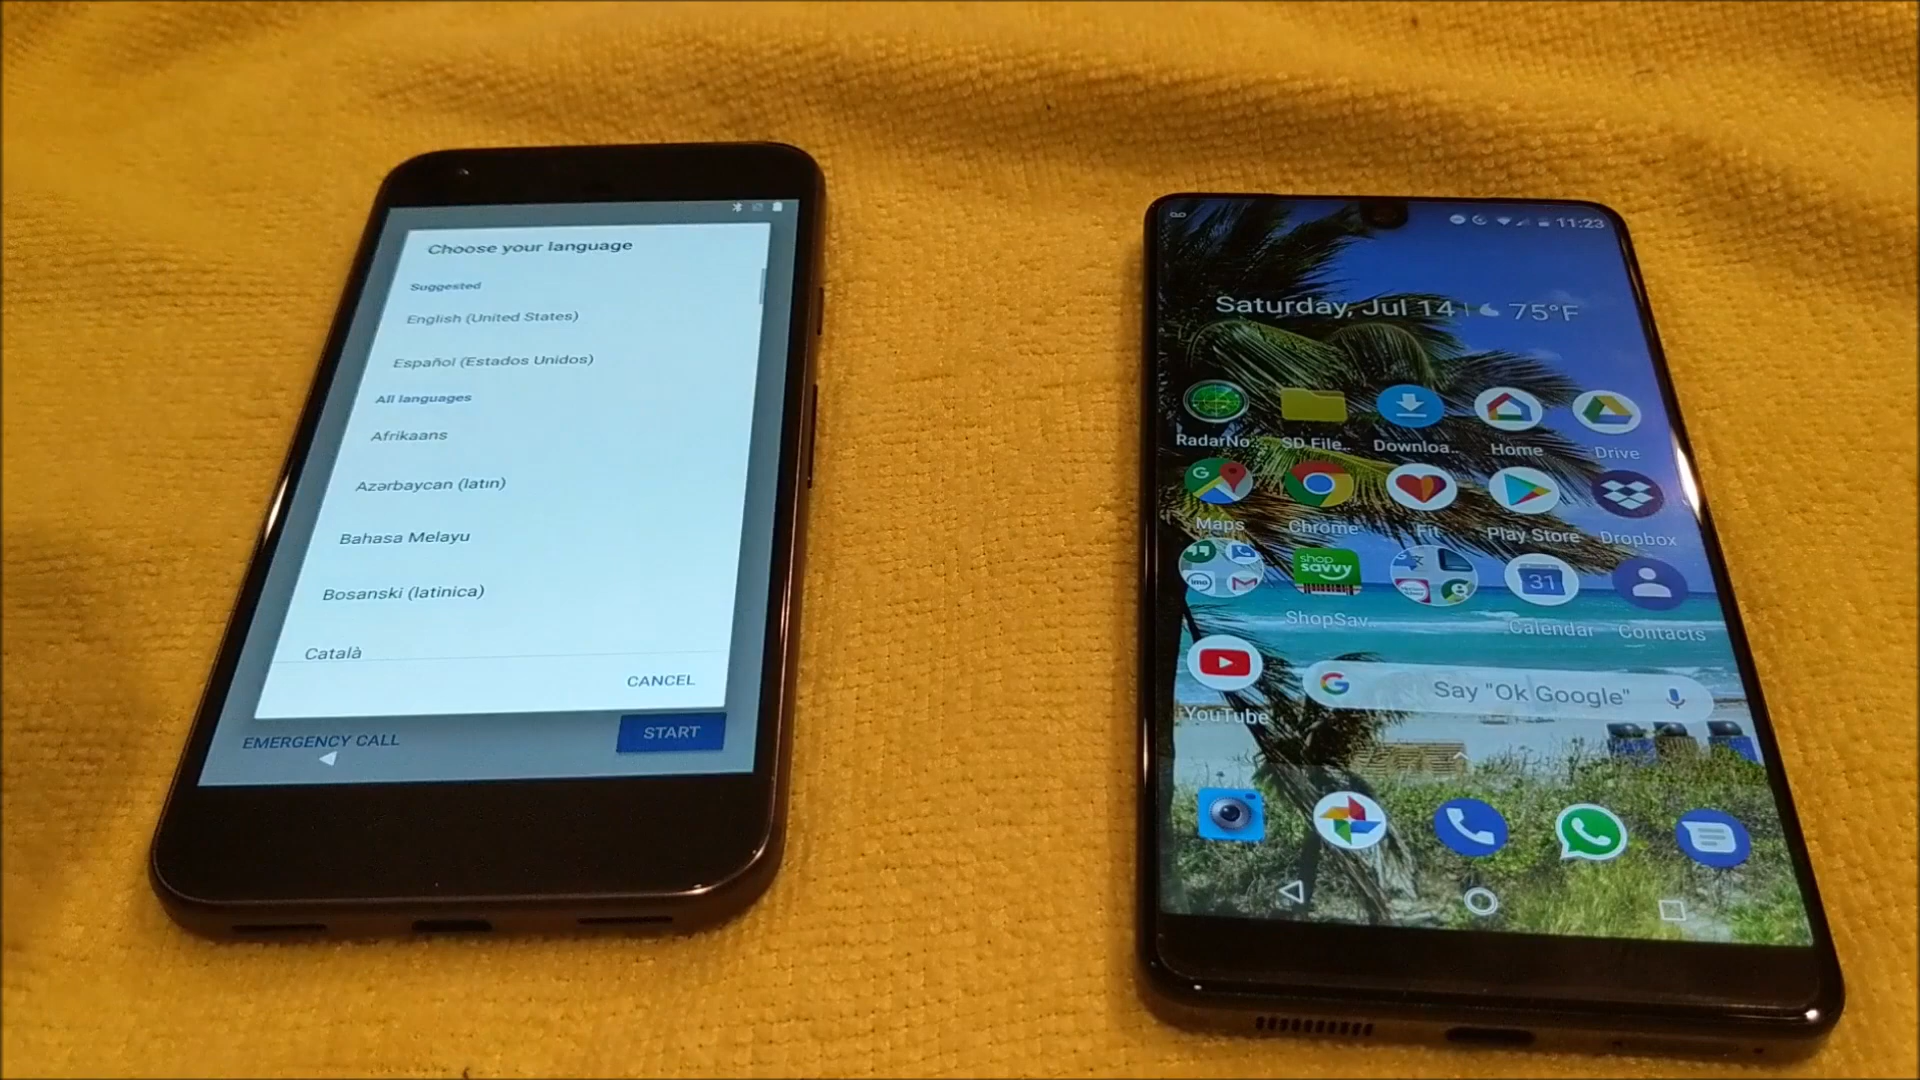 Choose your language
Suggested
English (United States)
Español (Estados Unidos)
All languages
Afrikaans
Azərbaycan (latın)
Bahasa Melayu
Bosanski (latinica)
Català
CANCEL
EMERGENCY CALL
START
11:23
Saturday, Jul 14 75°F
RadarNo.. SD File.. Downloa.. Home Drive
G
Maps Chrome Fit Play Store Dropbox
imo
shop
savvy
31
ShopSav.. Calendar Contacts
G Say "Ok Google"
YouTube